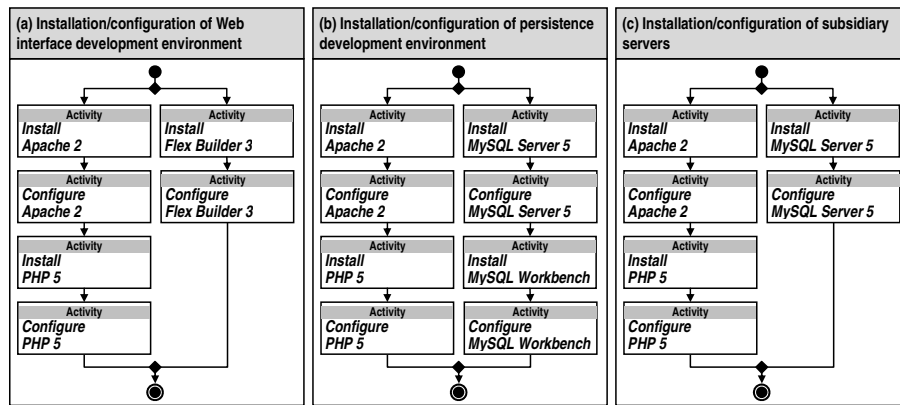 (a) Installation/configuration of Web
interface development environment
Activity
Install
Apache 2
Activity
Configure
Apache 2
Activity
Install
PHP 5
Activity
Configure
PHP 5
Activity
Install
Flex Builder 3
Activity
Configure
Flex Builder 3
(b) Installation/configuration of persistence
development environment
Activity
Install
Apache 2
Activity
Configure
Apache 2
Activity
Install
PHP 5
Activity
Configure
PHP 5
Activity
Install
MySQL Server 5
Activity
Configure
MySQL Server 5
Activity
Install
MySQL Workbench
Activity
Configure
MySQL Workbench
(c) Installation/configuration of subsidiary
servers
Activity
Install
Apache 2
Activity
Configure
Apache 2
Activity
Install
PHP 5
Activity
Configure
PHP 5
Activity
Install
MySQL Server 5
Activity
Configure
MySQL Server 5